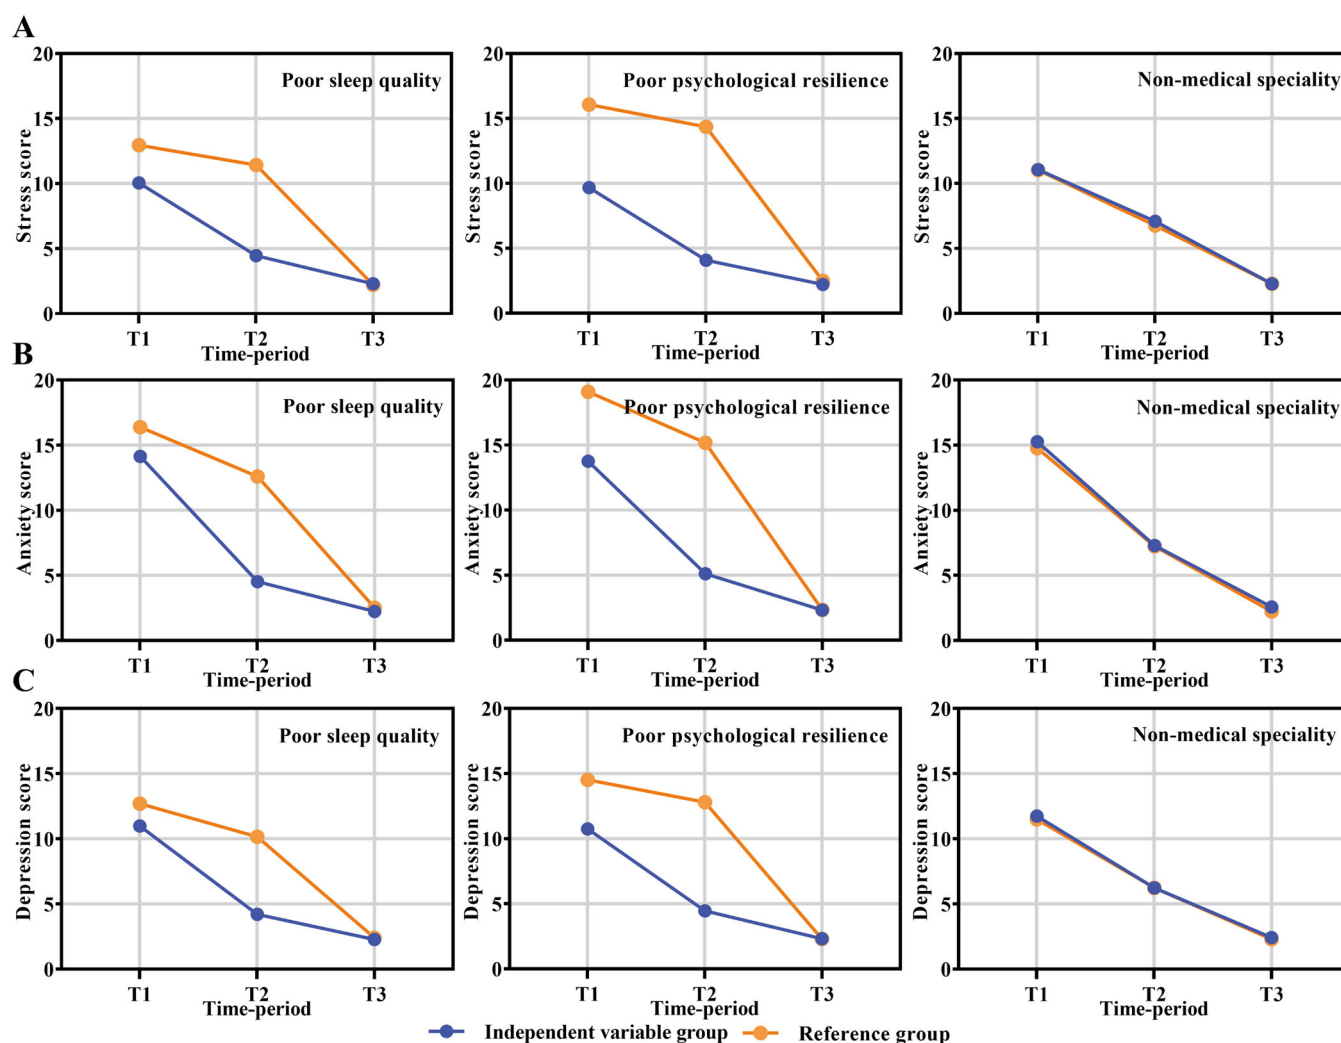 A
20
15
10
5
0
Stress score
Poor sleep quality
T1
T2
T3
Time-period
20
15
10
5
0
Stress score
Poor psychological resilience
T1
T2
T3
Time-period
20
15
10
5
0
Stress score
Non-medical speciality
T1
T2
T3
Time-period
B
20
15
10
5
0
Anxiety score
Poor sleep quality
T1
T2
T3
Time-period
20
15
10
5
0
Anxiety score
Poor psychological resilience
T1
T2
T3
Time-period
20
15
10
5
0
Anxiety score
Non-medical speciality
T1
T2
T3
Time-period
C
20
15
10
5
0
Depression score
Poor sleep quality
T1
T2
T3
Time-period
20
15
10
5
0
Depression score
Poor psychological resilience
T1
T2
T3
Time-period
20
15
10
5
0
Depression score
Non-medical speciality
T1
T2
T3
Time-period
Independent variable group
Reference group